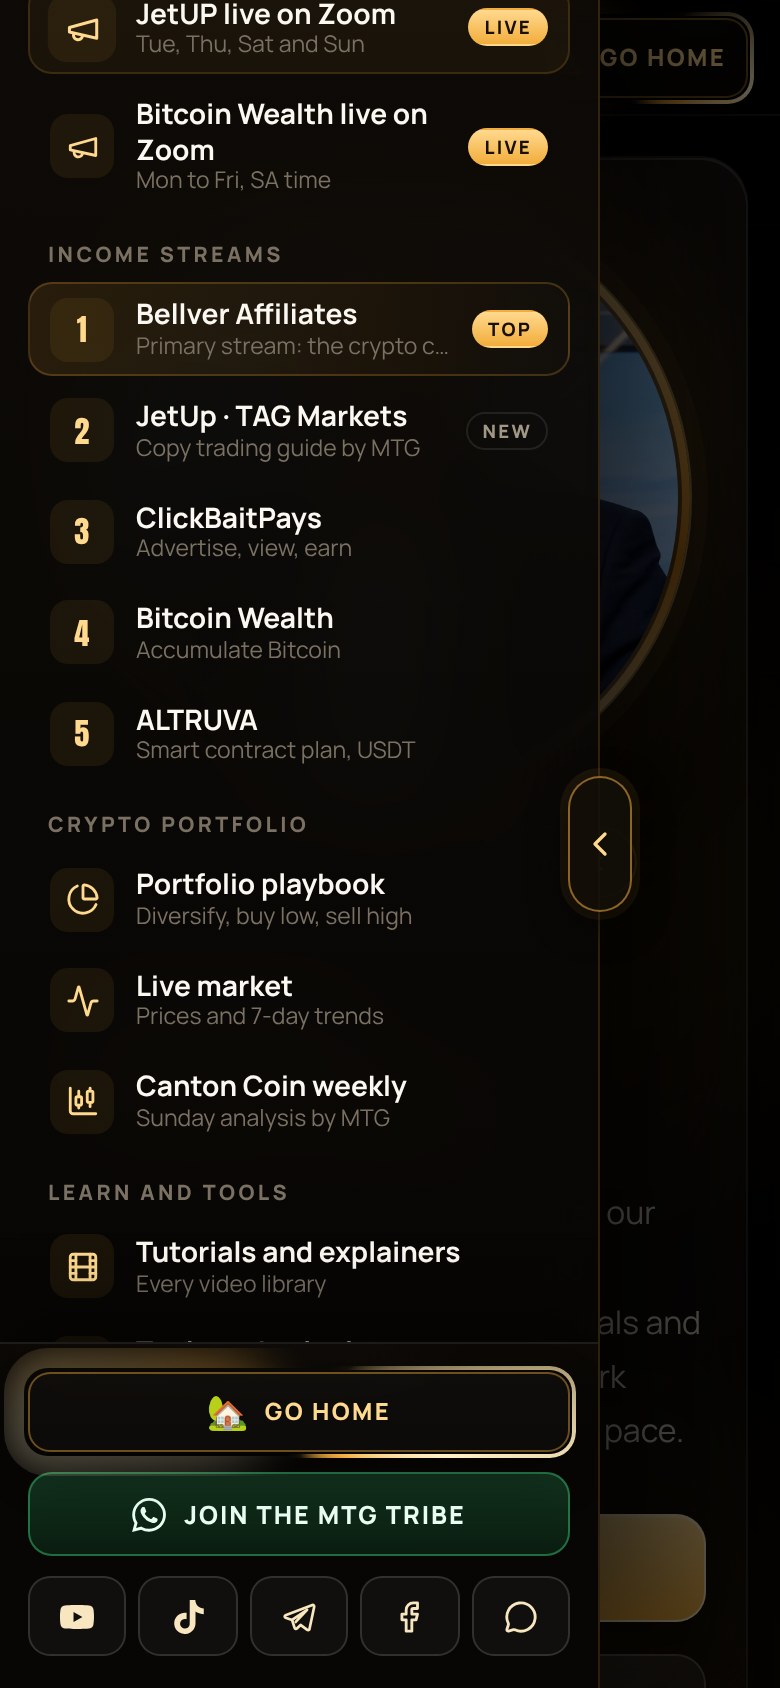 JetUP live on Zoom
Tue, Thu, Sat and Sun
LIVE
GO HOME
Bitcoin Wealth live on
Zoom
Mon to Fri, SA time
LIVE
INCOME STREAMS
1
Bellver Affiliates
Primary stream: the crypto c...
TOP
2
JetUp · TAG Markets
Copy trading guide by MTG
NEW
3
ClickBaitPays
Advertise, view, earn
4
Bitcoin Wealth
Accumulate Bitcoin
5
ALTRUVA
Smart contract plan, USDT
CRYPTO PORTFOLIO
Portfolio playbook
Diversify, buy low, sell high
Live market
Prices and 7-day trends
Canton Coin weekly
Sunday analysis by MTG
LEARN AND TOOLS
our
Tutorials and explainers
Every video library
and
pace.
GO HOME
JOIN THE MTG TRIBE